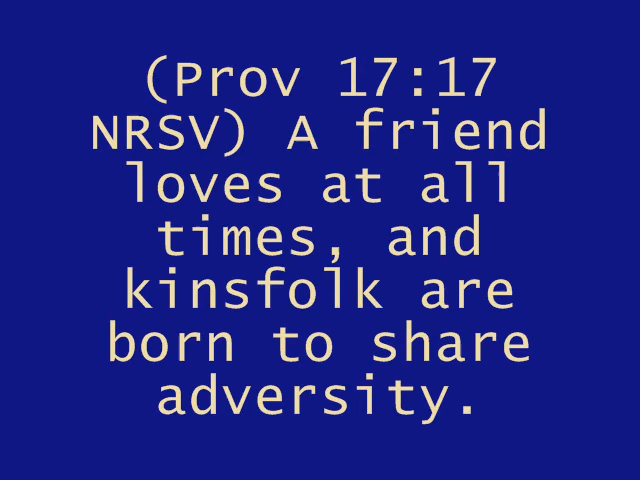 (Prov 17:17
NRSV) A friend
loves at all
times, and
kinsfolk are
born to share
adversity.